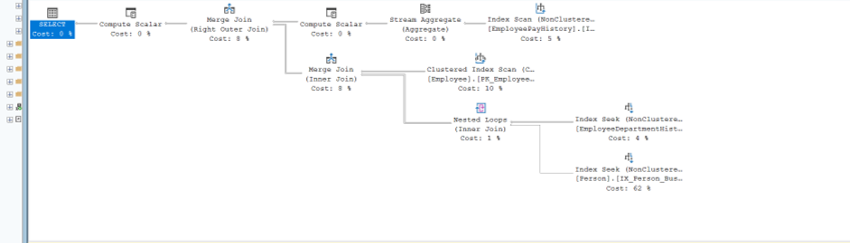 SELECT
Cost: 0 %
Compute Scalar
Cost: 0 %
Merge Join
(Right Outer Join)
Cost: 8 %
Compute Scalar
Cost: 0 %
Stream Aggregate
(Aggregate)
Cost: 0 %
Index Scan (NonClustere...
[EmployeePayHistory].[I...
Cost: 5 %
Merge Join
(Inner Join)
Cost: 8 %
Clustered Index Scan (C...
[Employee].[PK_Employee...
Cost: 10 %
Nested Loops
(Inner Join)
Cost: 1 %
Index Seek (NonClustere...
[EmployeeDepartmentHist...
Cost: 4 %
Index Seek (NonClustere...
[Person].[IX_Person_Bus...
Cost: 62 %